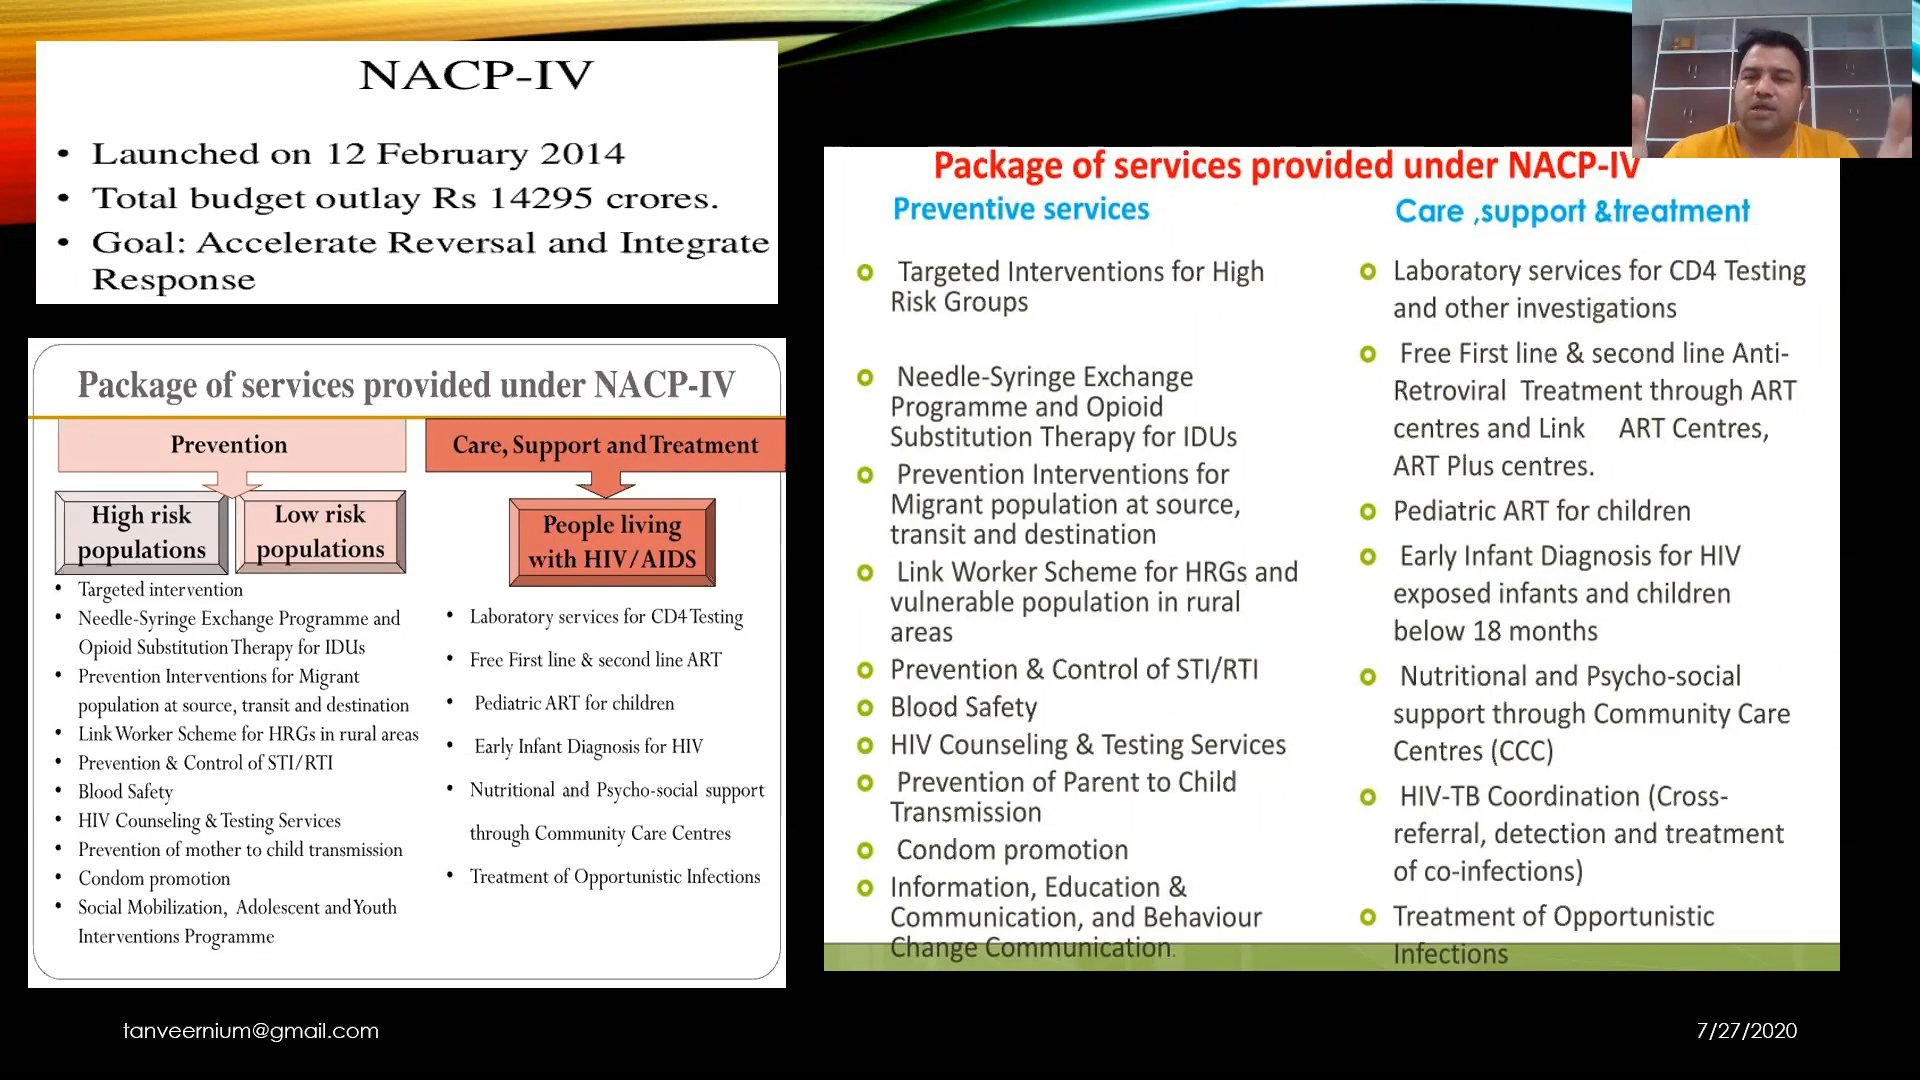 NACP-IV
• Launched on 12 February 2014
• Total budget outlay Rs 14295 crores.
• Goal: Accelerate Reversal and Integrate
Response
Package of services provided under NACP-IV
Prevention
High risk
populations
Low risk
populations
• Targeted intervention
• Needle-Syringe Exchange Programme and
Opioid Substitution Therapy for IDUs
• Prevention Interventions for Migrant
population at source, transit and destination
• Link Worker Scheme for HRGs in rural areas
• Prevention & Control of STI/RTI
• Blood Safety
• HIV Counseling & Testing Services
• Prevention of mother to child transmission
• Condom promotion
• Social Mobilization, Adolescent and Youth
Interventions Programme
Care, Support and Treatment
People living
with HIV/AIDS
• Laboratory services for CD4 Testing
• Free First line & second line ART
• Pediatric ART for children
• Early Infant Diagnosis for HIV
• Nutritional and Psycho-social support
through Community Care Centres
• Treatment of Opportunistic Infections
Package of services provided under NACP-IV
Preventive services
Targeted Interventions for High
Risk Groups
Needle-Syringe Exchange
Programme and Opioid
Substitution Therapy for IDUs
Prevention Interventions for
Migrant population at source,
transit and destination
Link Worker Scheme for HRGs and
vulnerable population in rural
areas
Prevention & Control of STI/RTI
Blood Safety
HIV Counseling & Testing Services
Prevention of Parent to Child
Transmission
Condom promotion
Information, Education &
Communication, and Behaviour
Change Communication.
Care ,support &treatment
Laboratory services for CD4 Testing
and other investigations
Free First line & second line Anti-
Retroviral Treatment through ART
centres and Link ART Centres,
ART Plus centres.
Pediatric ART for children
Early Infant Diagnosis for HIV
exposed infants and children
below 18 months
Nutritional and Psycho-social
support through Community Care
Centres (CCC)
HIV-TB Coordination (Cross-
referral, detection and treatment
of co-infections)
Treatment of Opportunistic
Infections
tanveernium@gmail.com
7/27/2020